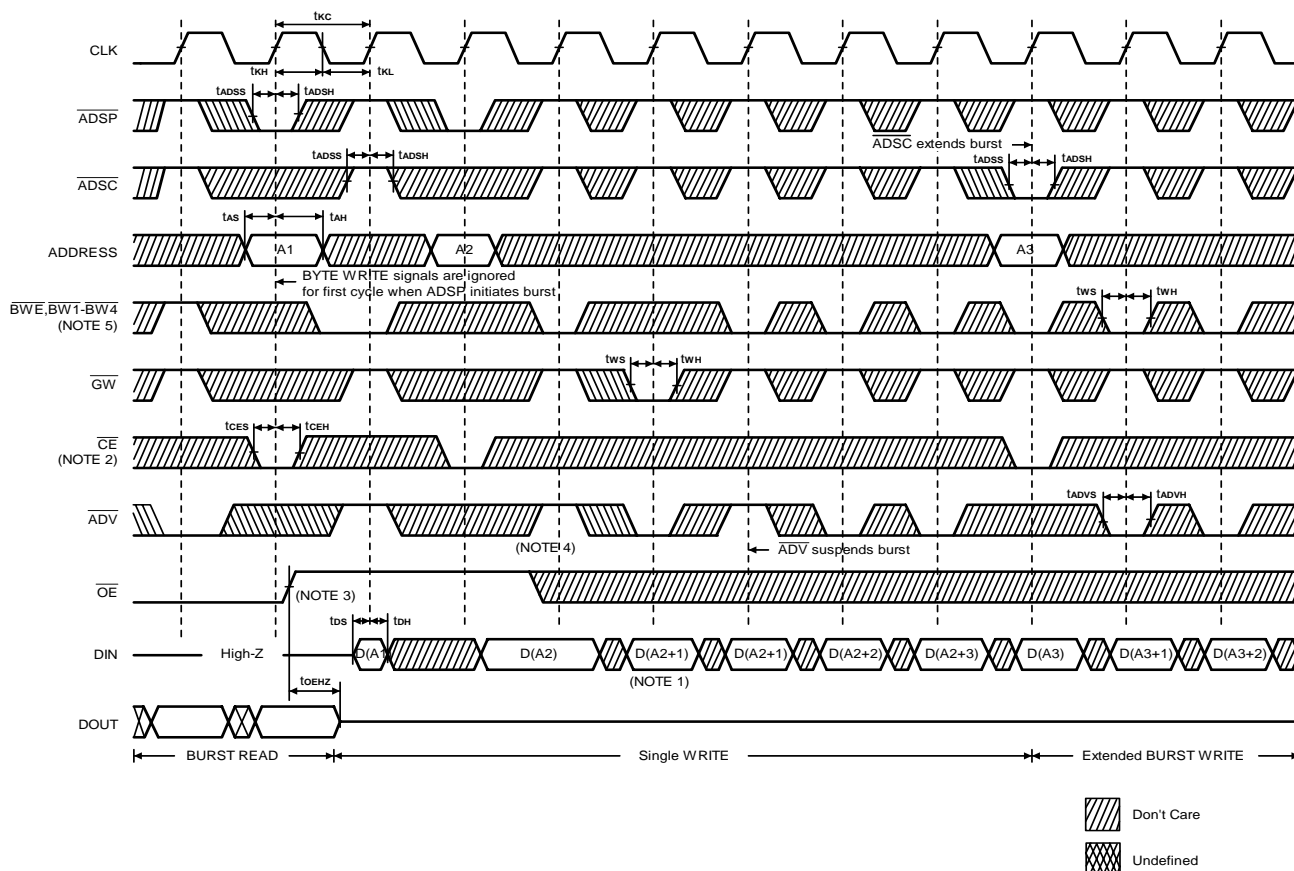 tKC
CLK
tKH
tKL
tADSS
tADSH
ADSP
ADSC extends burst
tADSS
tADSH
tADSS
tADSH
ADSC
tAS
tAH
ADDRESS
A1
A2
A3
BYTE WRITE signals are ignored
for first cycle when ADSP initiates burst
BWE,BW1-BW4
(NOTE 5)
tWS
tWH
tWS
tWH
GW
tCES
tCEH
CE
(NOTE 2)
tADVS
tADVH
ADV
(NOTE 4)
ADV suspends burst
OE
(NOTE 3)
tDS
tDH
DIN
High-Z
D(A1
D(A2)
D(A2+1)
D(A2+1)
D(A2+2)
D(A2+3)
D(A3)
D(A3+1)
D(A3+2)
(NOTE 1)
tOEHZ
DOUT
BURST READ
Single WRITE
Extended BURST WRITE
Don't Care
Undefined